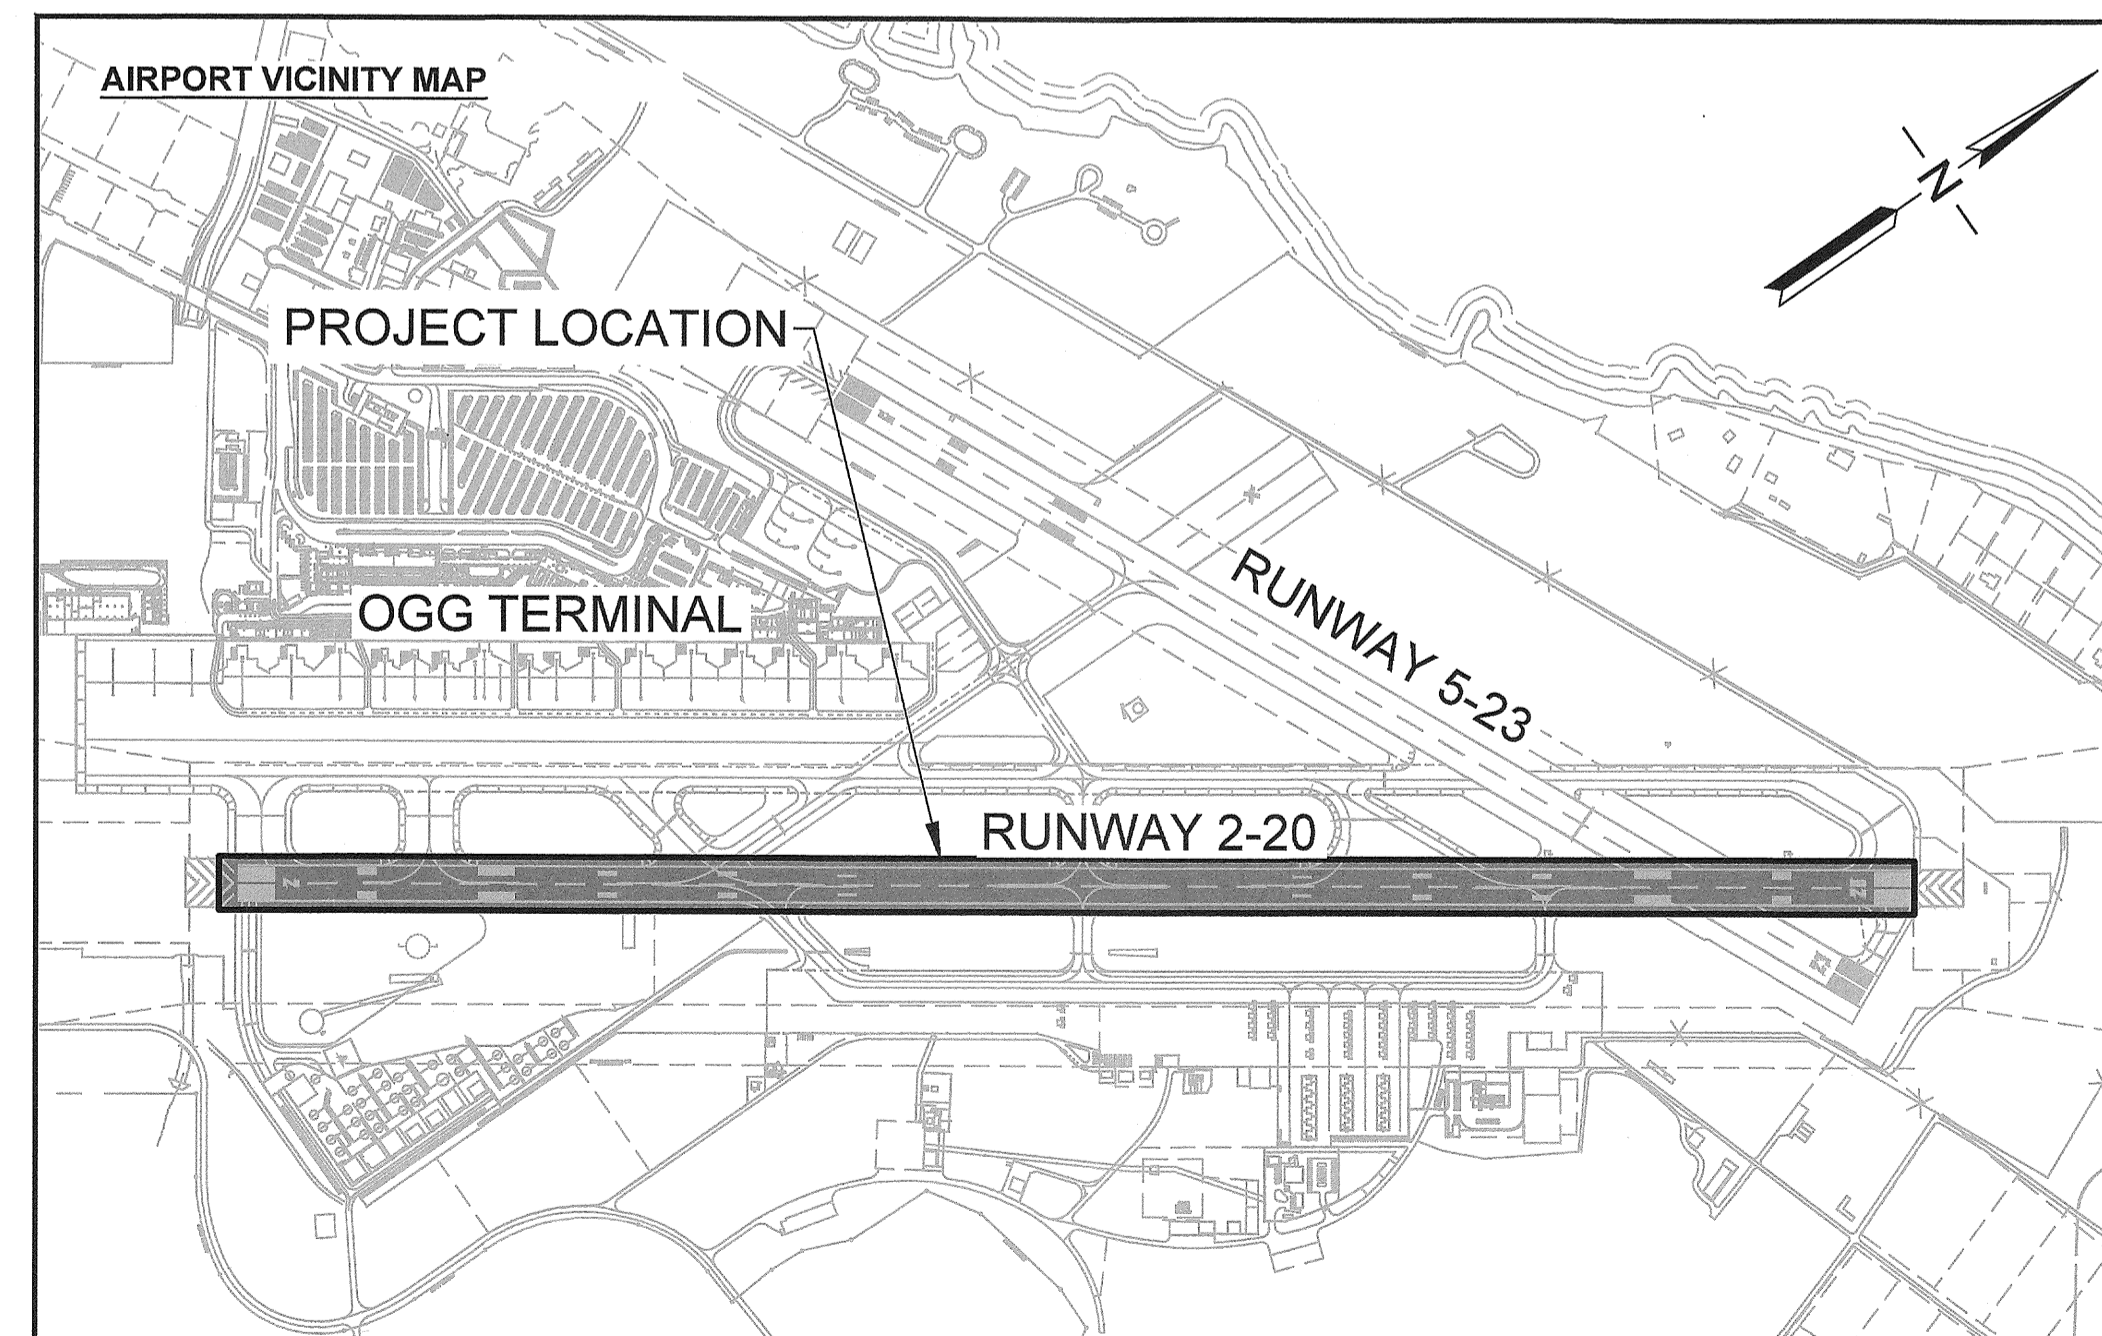 AIRPORT VICINITY MAP
N
PROJECT LOCATION
OGG TERMINAL
RUNWAY 5-23
RUNWAY 2-20